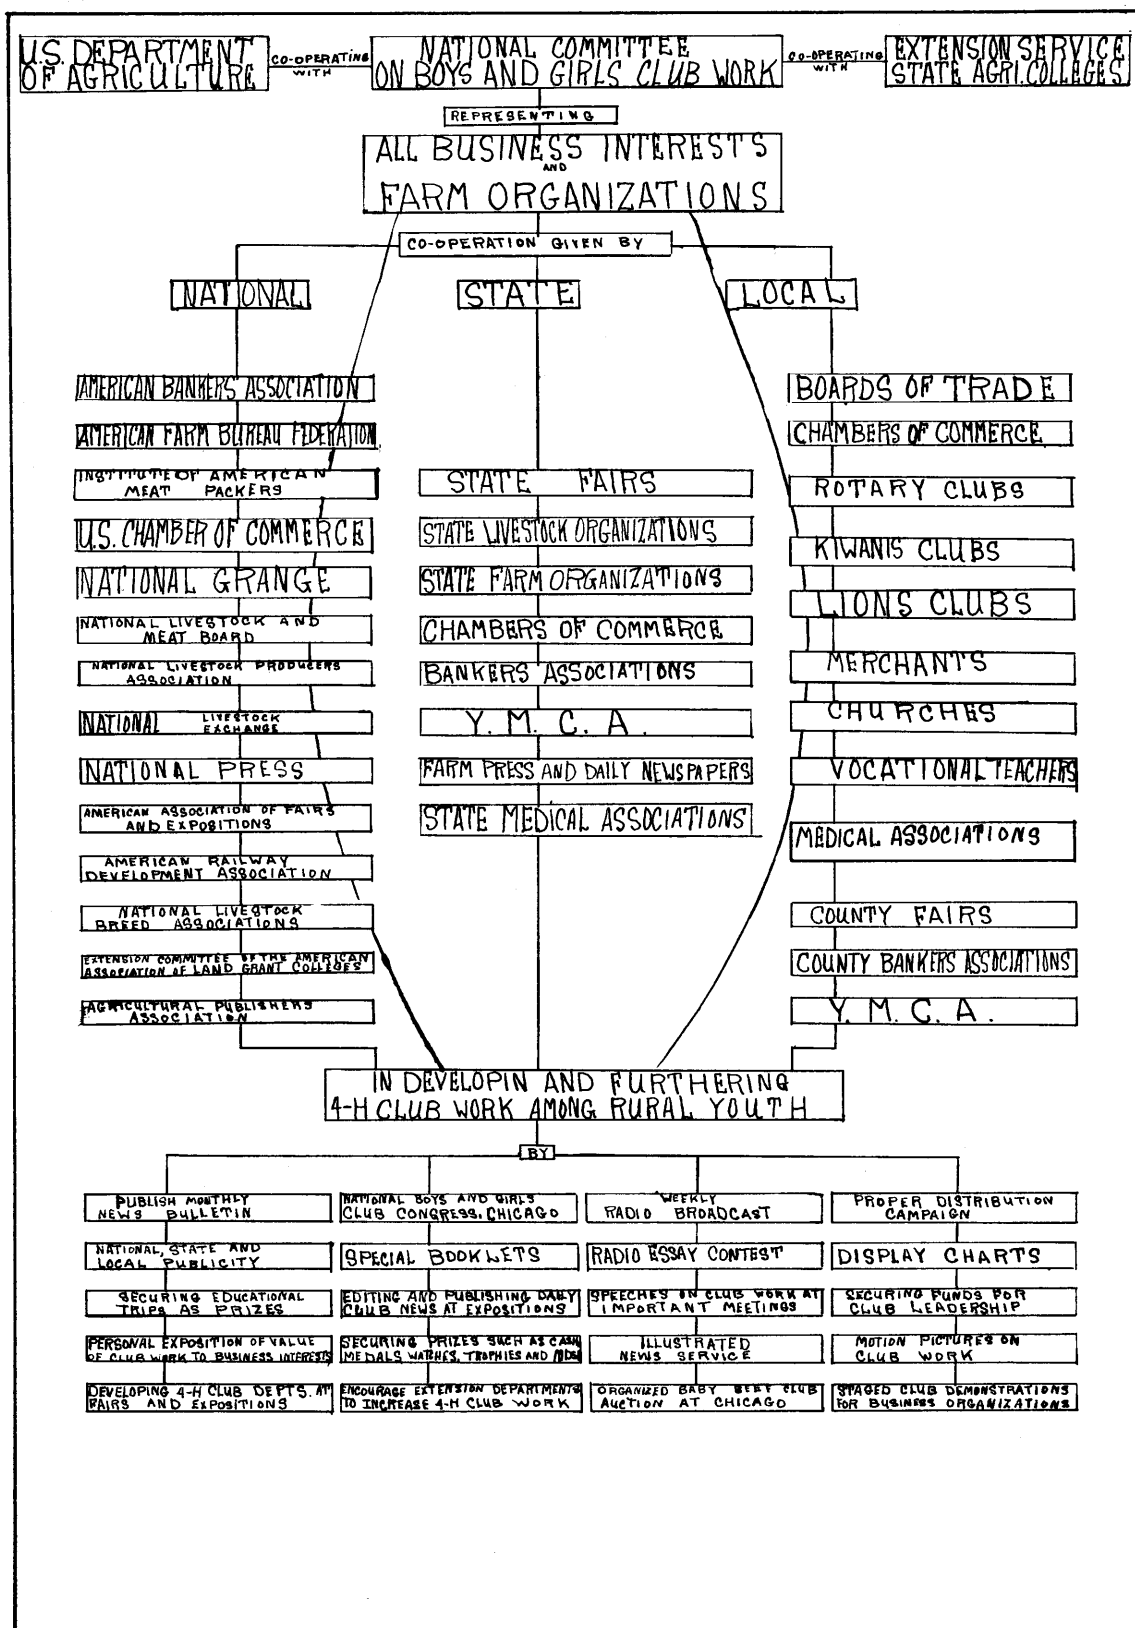 U.S. DEPARTMENT
OF AGRICULTURE
CO-OPERATING
WITH
NATIONAL COMMITTEE
ON BOYS AND GIRLS CLUB WORK
CO-OPERATING
WITH
EXTENSION SERVICE
STATE AGRI. COLLEGES
REPRESENTING
ALL BUSINESS INTERESTS
AND
FARM ORGANIZATIONS
CO-OPERATION GIVEN BY
NATIONAL
STATE
LOCAL
AMERICAN BANKERS ASSOCIATION
AMERICAN FARM BUREAU FEDERATION
INSTITUTE OF AMERICAN
MEAT PACKERS
U.S. CHAMBER OF COMMERCE
NATIONAL GRANGE
NATIONAL LIVESTOCK AND
MEAT BOARD
NATIONAL LIVESTOCK PRODUCERS
ASSOCIATION
NATIONAL LIVESTOCK
EXCHANGE
NATIONAL PRESS
AMERICAN ASSOCIATION OF FAIRS
AND EXPOSITIONS
AMERICAN RAILWAY
DEVELOPMENT ASSOCIATION
NATIONAL LIVESTOCK
BREED ASSOCIATIONS
EXTENSION COMMITTEE OF THE AMERICAN
ASSOCIATION OF LAND GRANT COLLEGES
AGRICULTURAL PUBLISHERS
ASSOCIATION
STATE FAIRS
STATE LIVESTOCK ORGANIZATIONS
STATE FARM ORGANIZATIONS
CHAMBERS OF COMMERCE
BANKERS ASSOCIATIONS
Y. M. C. A.
FARM PRESS AND DAILY NEWSPAPERS
STATE MEDICAL ASSOCIATIONS
BOARDS OF TRADE
CHAMBERS OF COMMERCE
ROTARY CLUBS
KIWANIS CLUBS
LIONS CLUBS
MERCHANTS
CHURCHES
VOCATIONAL TEACHERS
MEDICAL ASSOCIATIONS
COUNTY FAIRS
COUNTY BANKERS ASSOCIATIONS
Y. M. C. A.
IN DEVELOPIN AND FURTHERING
4-H CLUB WORK AMONG RURAL YOUTH
BY
PUBLISH MONTHLY
NEWS BULLETIN
NATIONAL, STATE AND
LOCAL PUBLICITY
SECURING EDUCATIONAL
TRIPS AS PRIZES
PERSONAL EXPOSITION OF VALUE
OF CLUB WORK TO BUSINESS INTERESTS
DEVELOPING 4-H CLUB DEPTS. AT
FAIRS AND EXPOSITIONS
NATIONAL BOYS AND GIRLS
CLUB CONGRESS, CHICAGO
SPECIAL BOOKLETS
EDITING AND PUBLISHING DAILY
CLUB NEWS AT EXPOSITIONS
SECURING PRIZES SUCH AS CASH
MEDALS WATCHES, TROPHIES AND
ENCOURAGE EXTENSION DEPARTMENTS
TO INCREASE 4-H CLUB WORK
WEEKLY
RADIO BROADCAST
RADIO ESSAY CONTEST
SPEECHES ON CLUB WORK AT
IMPORTANT MEETINGS
ILLUSTRATED
NEWS SERVICE
ORGANIZED BABY BEEF CLUB
AUCTION AT CHICAGO
PROPER DISTRIBUTION
CAMPAIGN
DISPLAY CHARTS
SECURING FUNDS FOR
CLUB LEADERSHIP
MOTION PICTURES ON
CLUB WORK
STAGED CLUB DEMONSTRATIONS
FOR BUSINESS ORGANIZATIONS